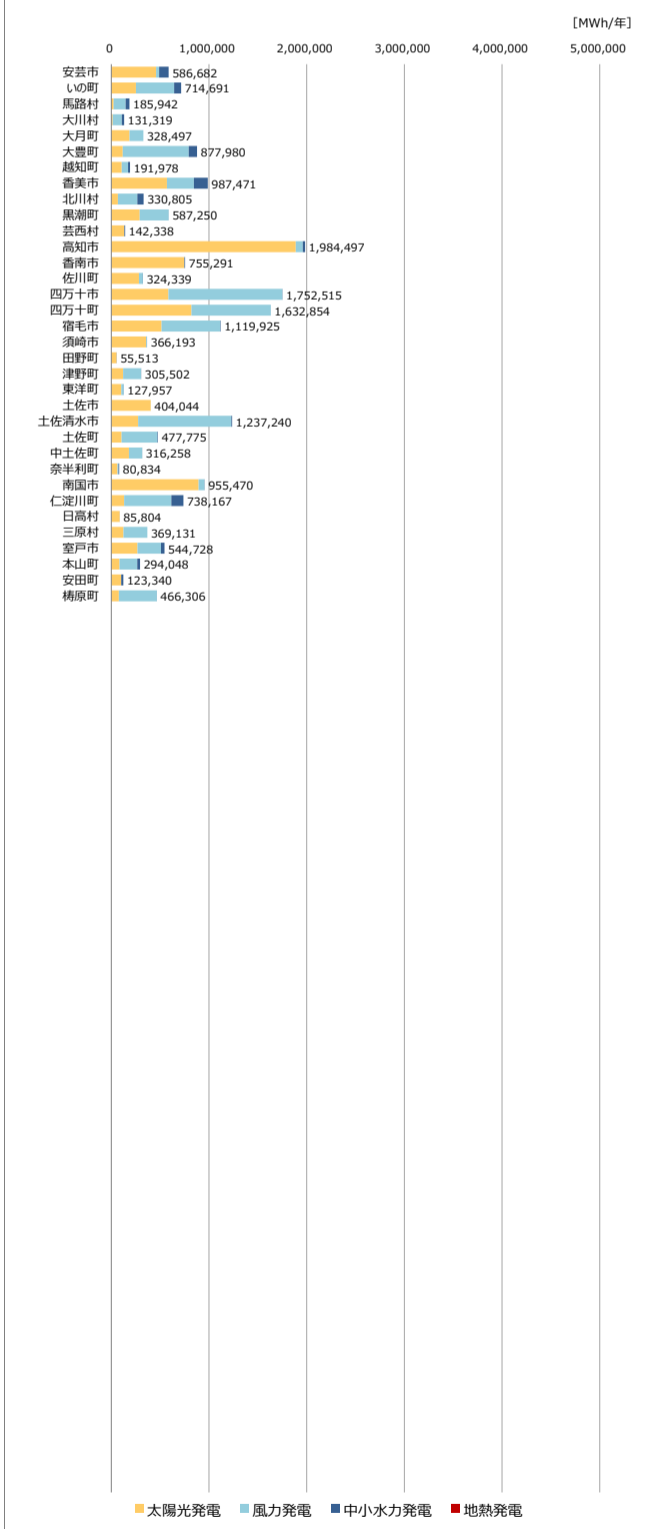 [MWh/年]
0 1,000,000 2,000,000 3,000,000 4,000,000 5,000,000
安芸市 586,682
いの町 714,691
馬路村 185,942
大川村 131,319
大月町 328,497
大豊町 877,980
越知町 191,978
香美市 987,471
北川村 330,805
黒潮町 587,250
芸西村 142,338
高知市 1,984,497
香南市 755,291
佐川町 324,339
四万十市 1,752,515
四万十町 1,632,854
宿毛市 1,119,925
須崎市 366,193
田野町 55,513
津野町 305,502
東洋町 127,957
土佐市 404,044
土佐清水市 1,237,240
土佐町 477,775
中土佐町 316,258
奈半利町 80,834
南国市 955,470
仁淀川町 738,167
日高村 85,804
三原村 369,131
室戸市 544,728
本山町 294,048
安田町 123,340
梼原町 466,306
太陽光発電 風力発電 中小水力発電 地熱発電